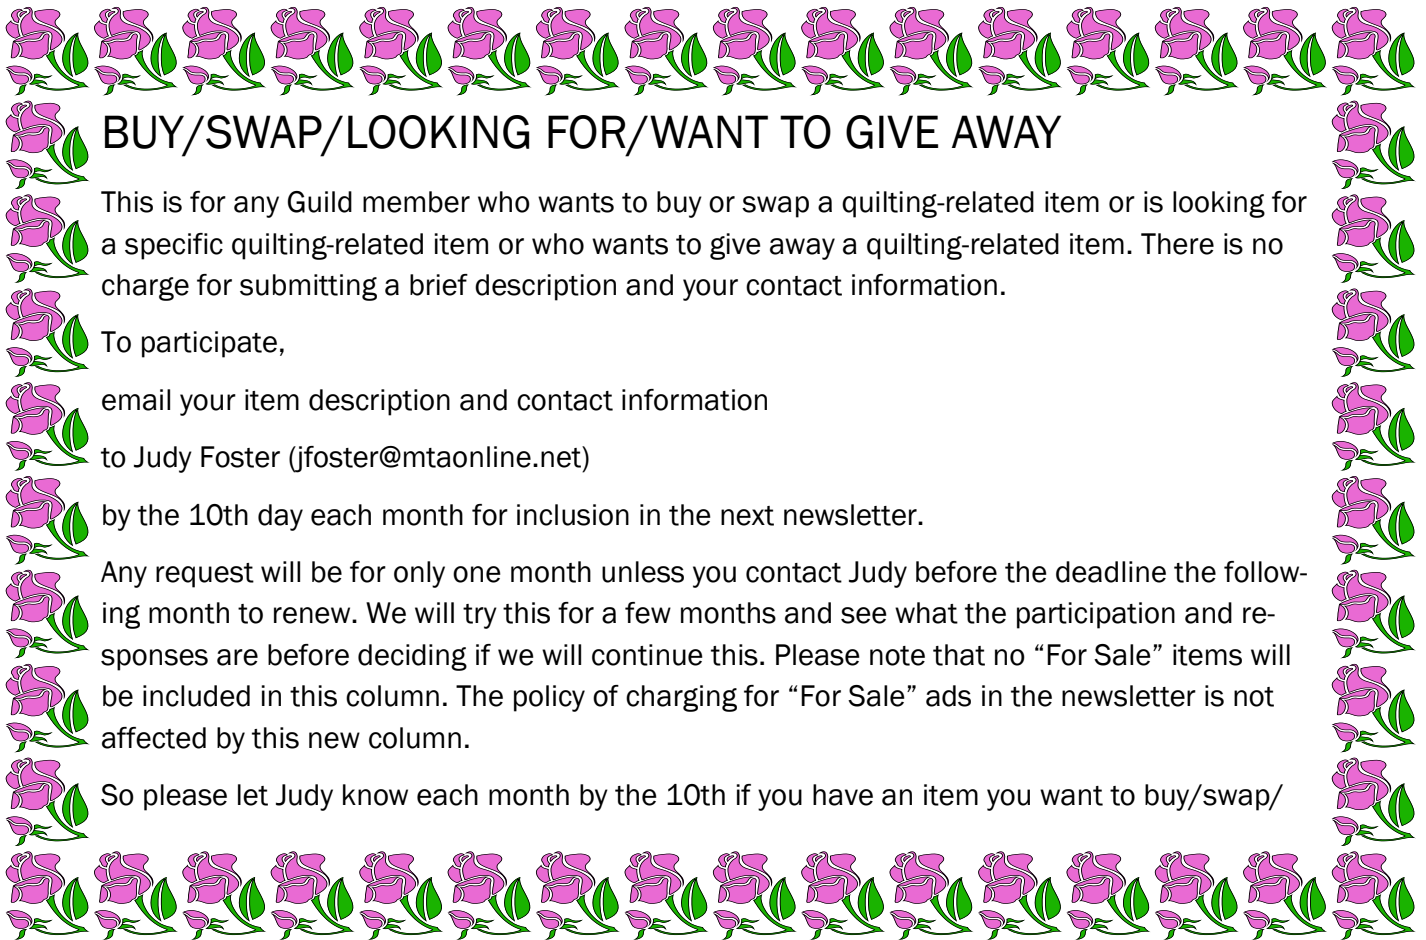 BUY/SWAP/LOOKING FOR/WANT TO GIVE AWAY
This is for any Guild member who wants to buy or swap a quilting-related item or is looking for
a specific quilting-related item or who wants to give away a quilting-related item. There is no
charge for submitting a brief description and your contact information.
To participate,
email your item description and contact information
to Judy Foster (jfoster@mtaonline.net)
by the 10th day each month for inclusion in the next newsletter.
Any request will be for only one month unless you contact Judy before the deadline the follow-
ing month to renew. We will try this for a few months and see what the participation and re-
sponses are before deciding if we will continue this. Please note that no “For Sale” items will
be included in this column. The policy of charging for “For Sale” ads in the newsletter is not
affected by this new column.
So please let Judy know each month by the 10th if you have an item you want to buy/swap/